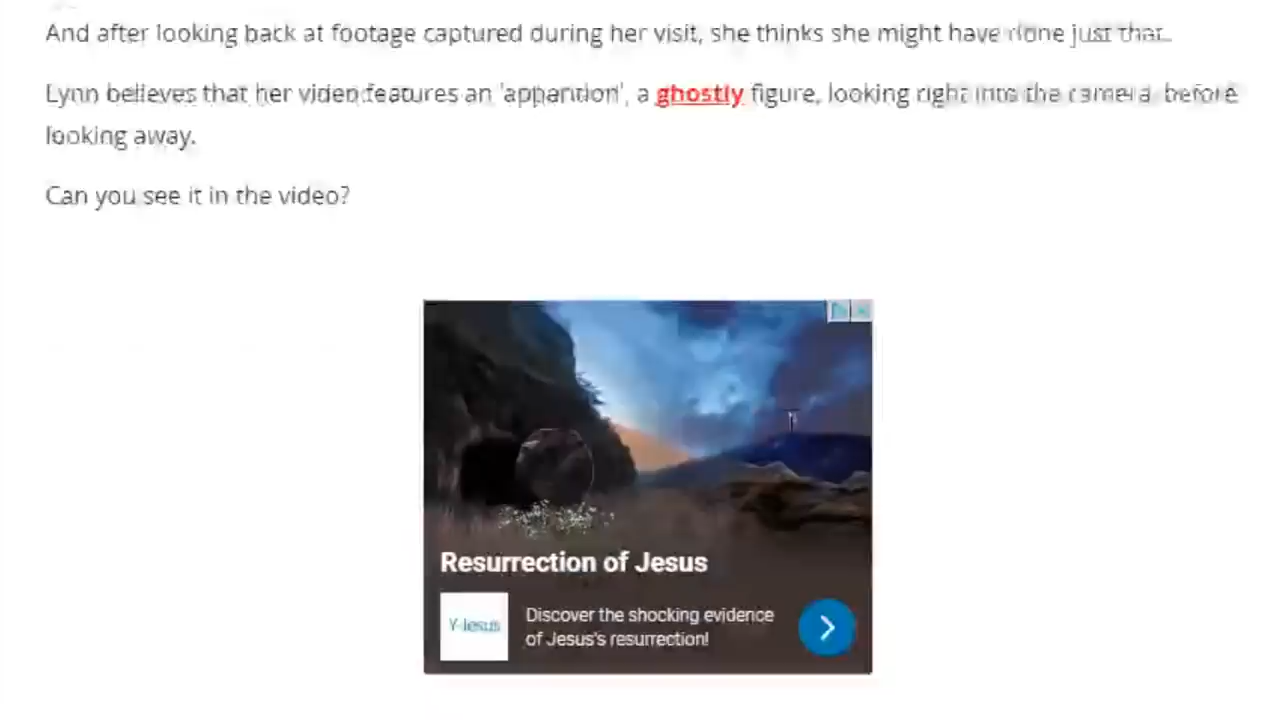 And after looking back at footage captured during her visit, she thinks she might have done just that.
Lynn believes that her video features an 'apparition', a ghostly figure, looking right into the camera, before
looking away.
Can you see it in the video?
Resurrection of Jesus
Y-Jesus
Discover the shocking evidence
of Jesus's resurrection!